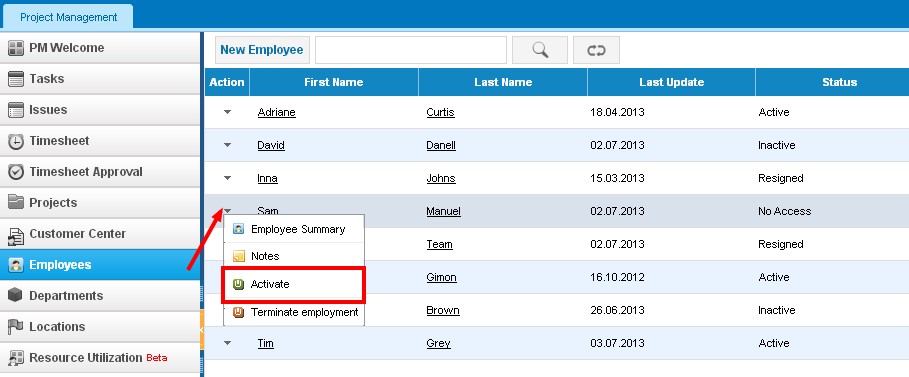 Project Management
PM Welcome
Tasks
Issues
Timesheet
Timesheet Approval
Projects
Customer Center
Employees
Departments
Locations
Resource Utilization Beta
New Employee
Action First Name Last Name Last Update Status
Adriane Curtis 18.04.2013 Active
David Danell 02.07.2013 Inactive
Inna Johns 15.03.2013 Resigned
Sam Manuel 02.07.2013 No Access
Team 02.07.2013 Resigned
Gimon 16.10.2012 Active
Brown 26.06.2013 Inactive
Tim Grey 03.07.2013 Active
Employee Summary
Notes
Activate
Terminate employment